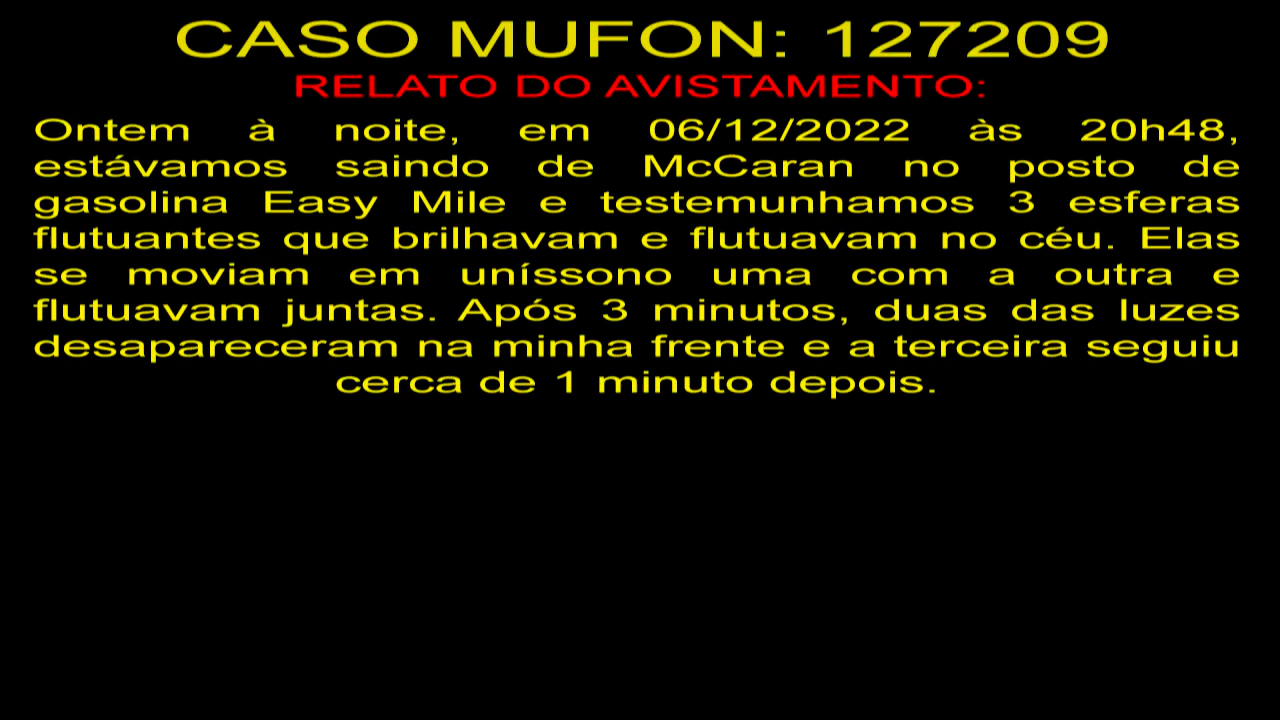 CASO MUFON: 127209
RELATO DO AVISTAMENTO:
Ontem à noite, em 06/12/2022 às 20h48,
estávamos saindo de McCaran no posto de
gasolina Easy Mile e testemunhamos 3 esferas
flutuantes que brilhavam e flutuavam no céu. Elas
se moviam em uníssono uma com a outra e
flutuavam juntas. Após 3 minutos, duas das luzes
desapareceram na minha frente e a terceira seguiu
cerca de 1 minuto depois.